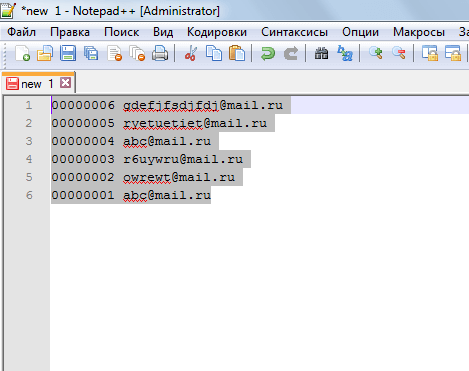 *new 1 - Notepad++ [Administrator]
Файл Правка Поиск Вид Кодировки Синтаксисы Опции Макросы За
new 1
1 00000006 gdefjfsdjfdj@mail.ru
2 00000005 ryetuetiet@mail.ru
3 00000004 abc@mail.ru
4 00000003 r6uywru@mail.ru
5 00000002 owrewt@mail.ru
6 00000001 abc@mail.ru